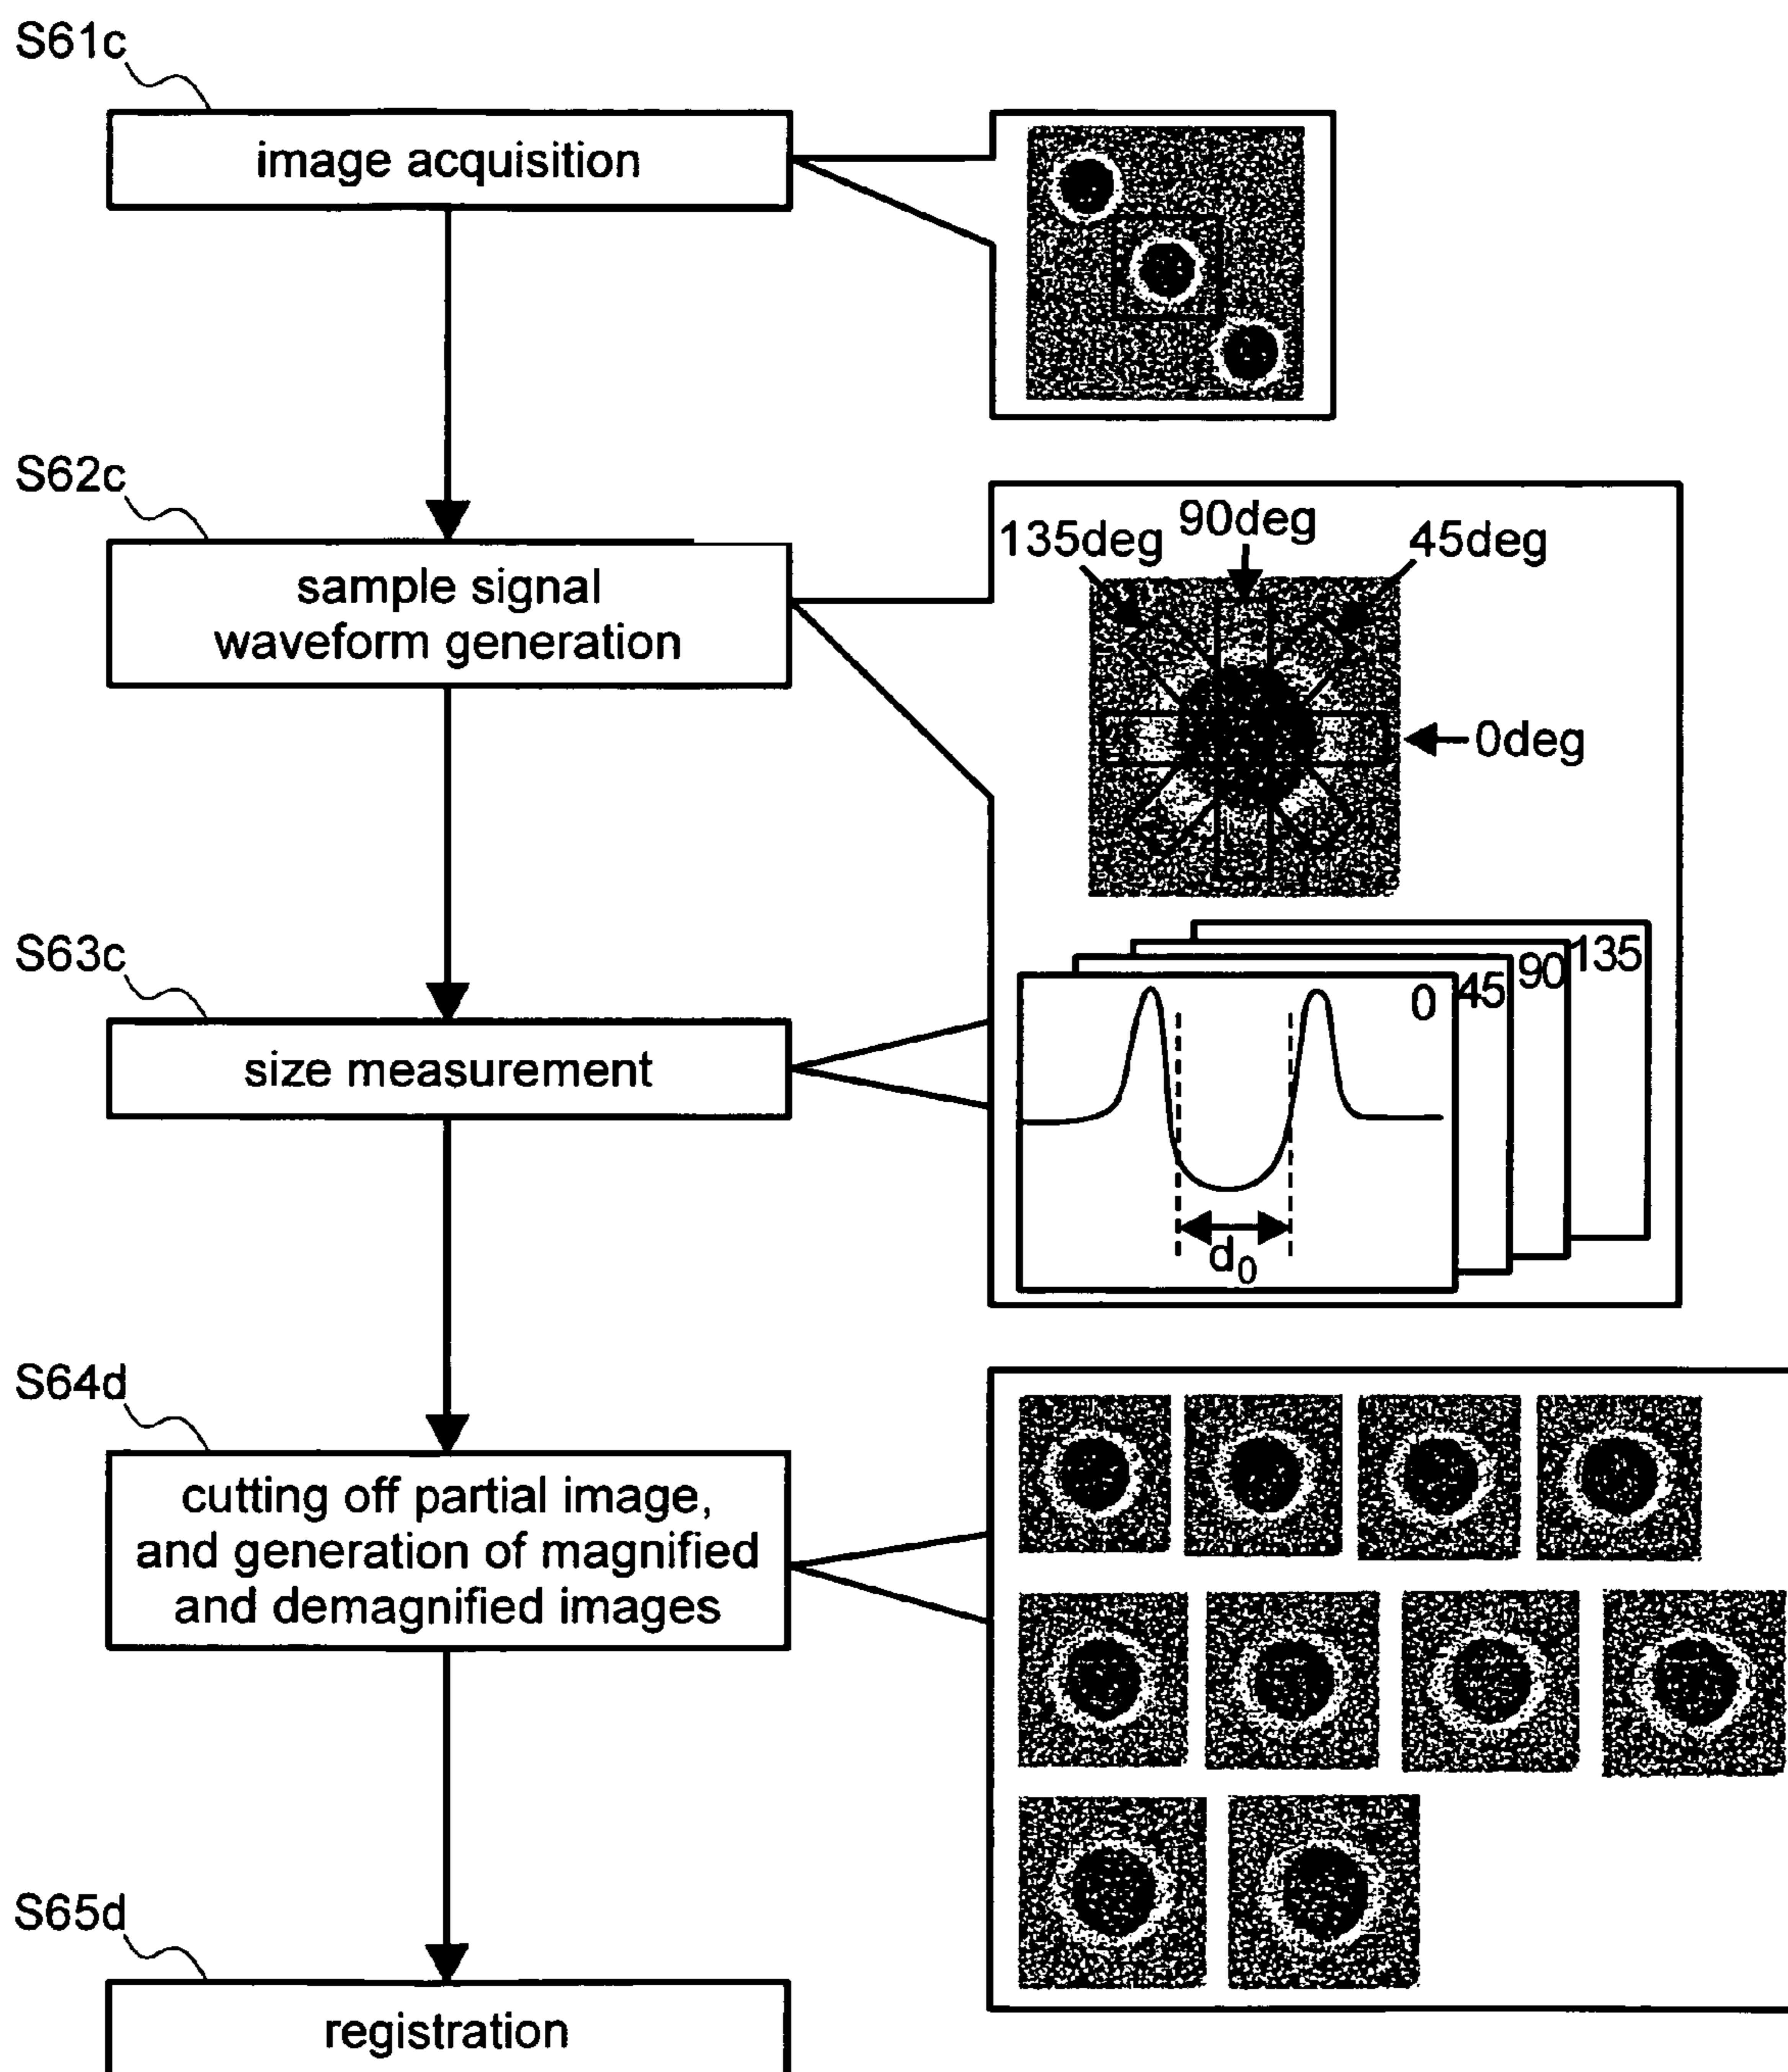 S61c
image acquisition
S62c
sample signal
waveform generation
135deg
90deg
45deg
0deg
S63c
size measurement
0
45
90
135
d0
S64d
cutting off partial image,
and generation of magnified
and demagnified images
S65d
registration